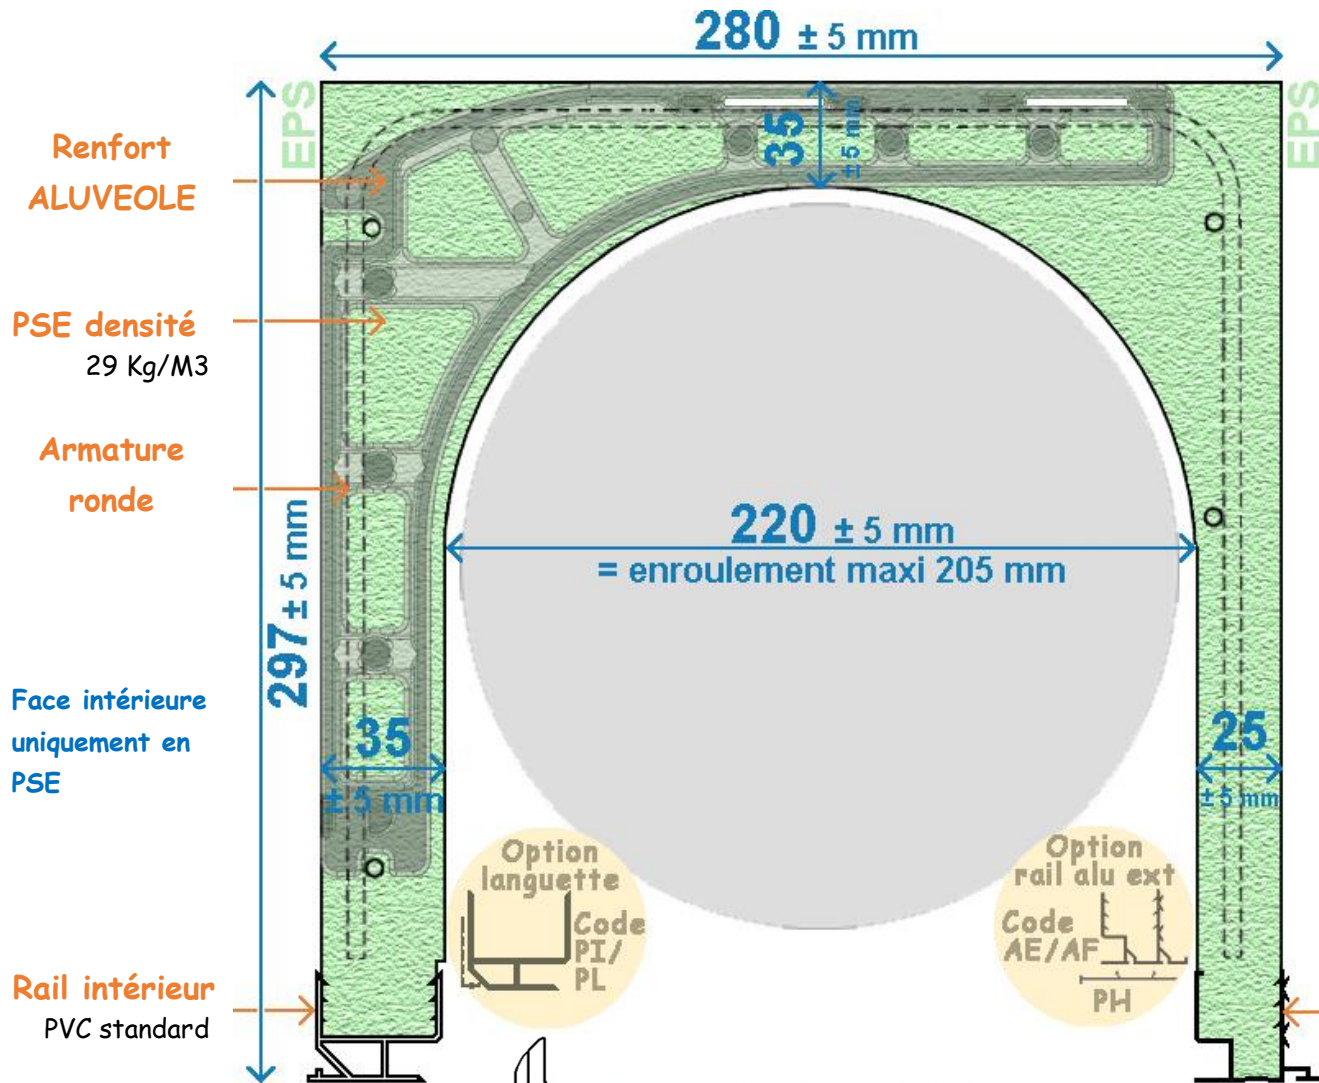 280 ± 5 mm
EPS
EPS
35
± 5 mm
Renfort
ALUVEOLE
PSE densité
29 Kg/M3
Armature
ronde
220 ± 5 mm
= enroulement maxi 205 mm
297 ± 5 mm
Face intérieure
uniquement en
PSE
35
± 5 mm
25
± 5 mm
Option
languette
Code
PI/
PL
Option
rail alu ext
Code
AE/AF
PH
Rail intérieur
PVC standard